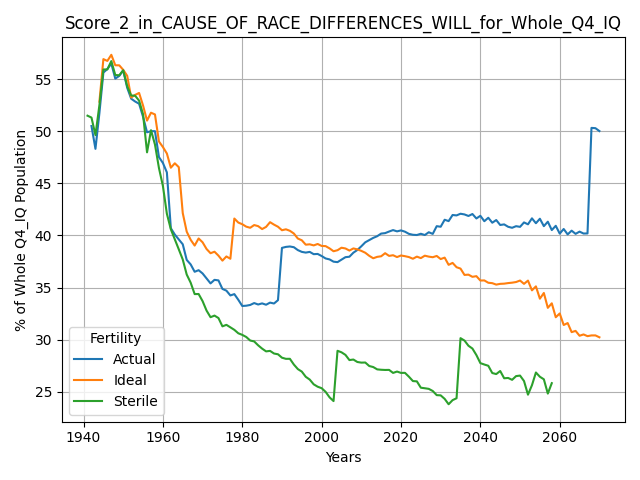 Score_2_in_CAUSE_OF_RACE_DIFFERENCES_WILL_for_Whole_Q4_IQ
% of Whole Q4_IQ Population
55
50
45
40
35
30
25
Fertility
Actual
Ideal
Sterile
1940 1960 1980 2000 2020 2040 2060
Years